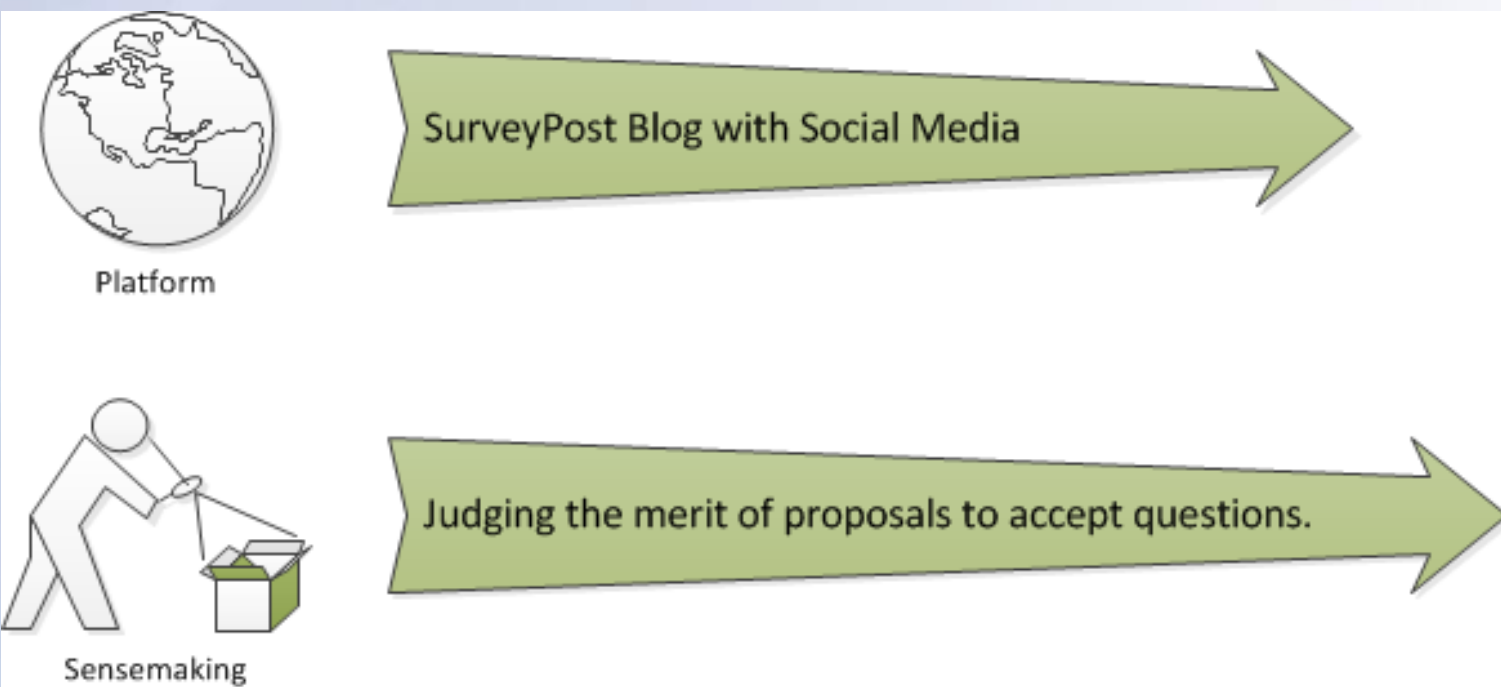 SurveyPost Blog with Social Media
Platform
Judging the merit of proposals to accept questions.
Sensemaking